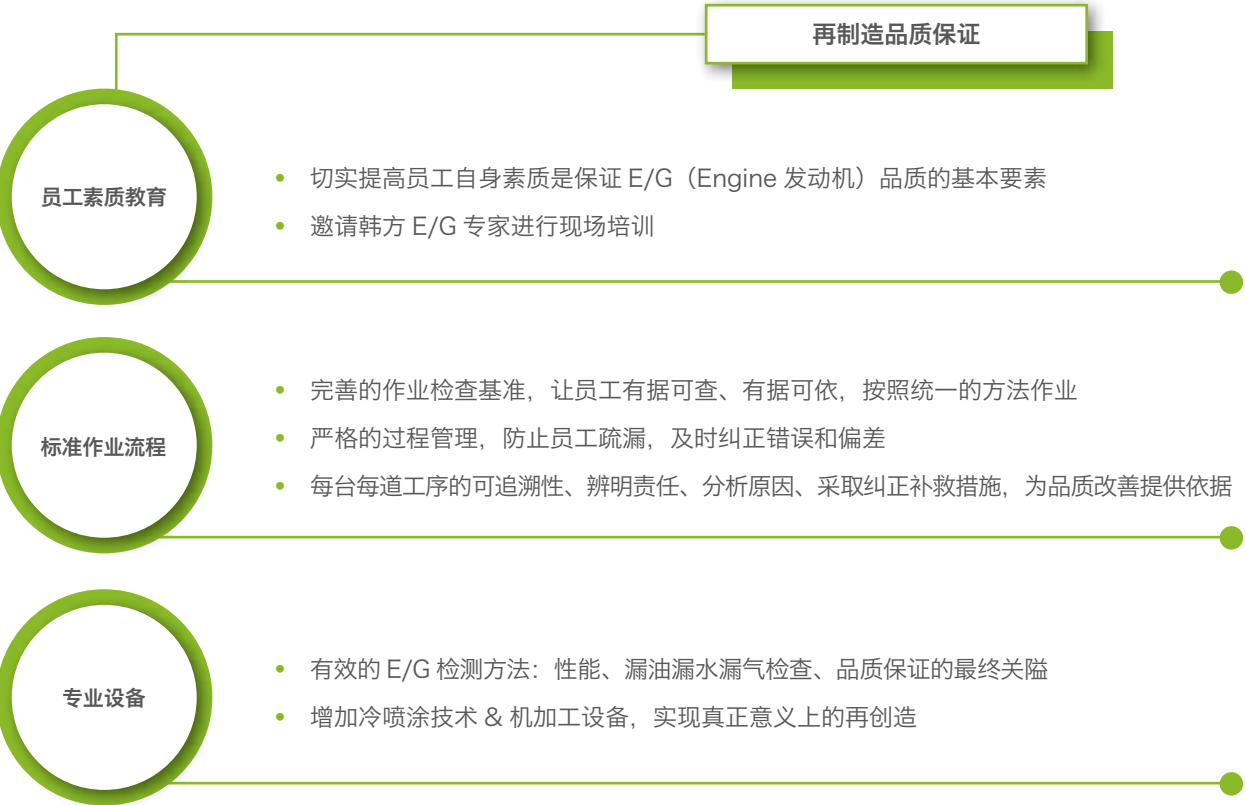 再制造品质保证
员工素质教育
• 切实提高员工自身素质是保证 E/G（Engine 发动机）品质的基本要素
• 邀请韩方 E/G 专家进行现场培训
标准作业流程
• 完善的作业检查基准，让员工有据可查、有据可依，按照统一的方法作业
• 严格的过程管理，防止员工疏漏，及时纠正错误和偏差
• 每台每道工序的可追溯性、辨明责任、分析原因、采取纠正补救措施，为品质改善提供依据
专业设备
• 有效的 E/G 检测方法：性能、漏油漏水漏气检查、品质保证的最终关隘
• 增加冷喷涂技术 & 机加工设备，实现真正意义上的再创造